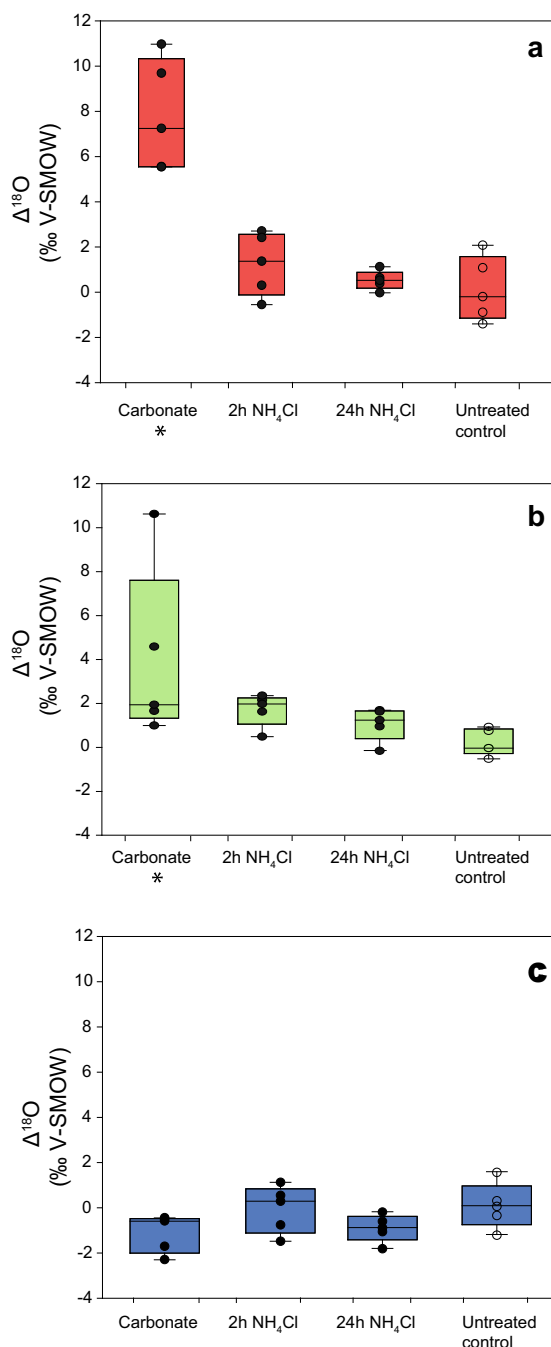 a
12
10
8
6
4
2
0
-2
-4
Δ¹⁸O
(‰ V-SMOW)
Carbonate 2h NH₄Cl 24h NH₄Cl Untreated
* control
b
12
10
8
6
4
2
0
-2
-4
Δ¹⁸O
(‰ V-SMOW)
Carbonate 2h NH₄Cl 24h NH₄Cl Untreated
* control
c
12
10
8
6
4
2
0
-2
-4
Δ¹⁸O
(‰ V-SMOW)
Carbonate 2h NH₄Cl 24h NH₄Cl Untreated
control